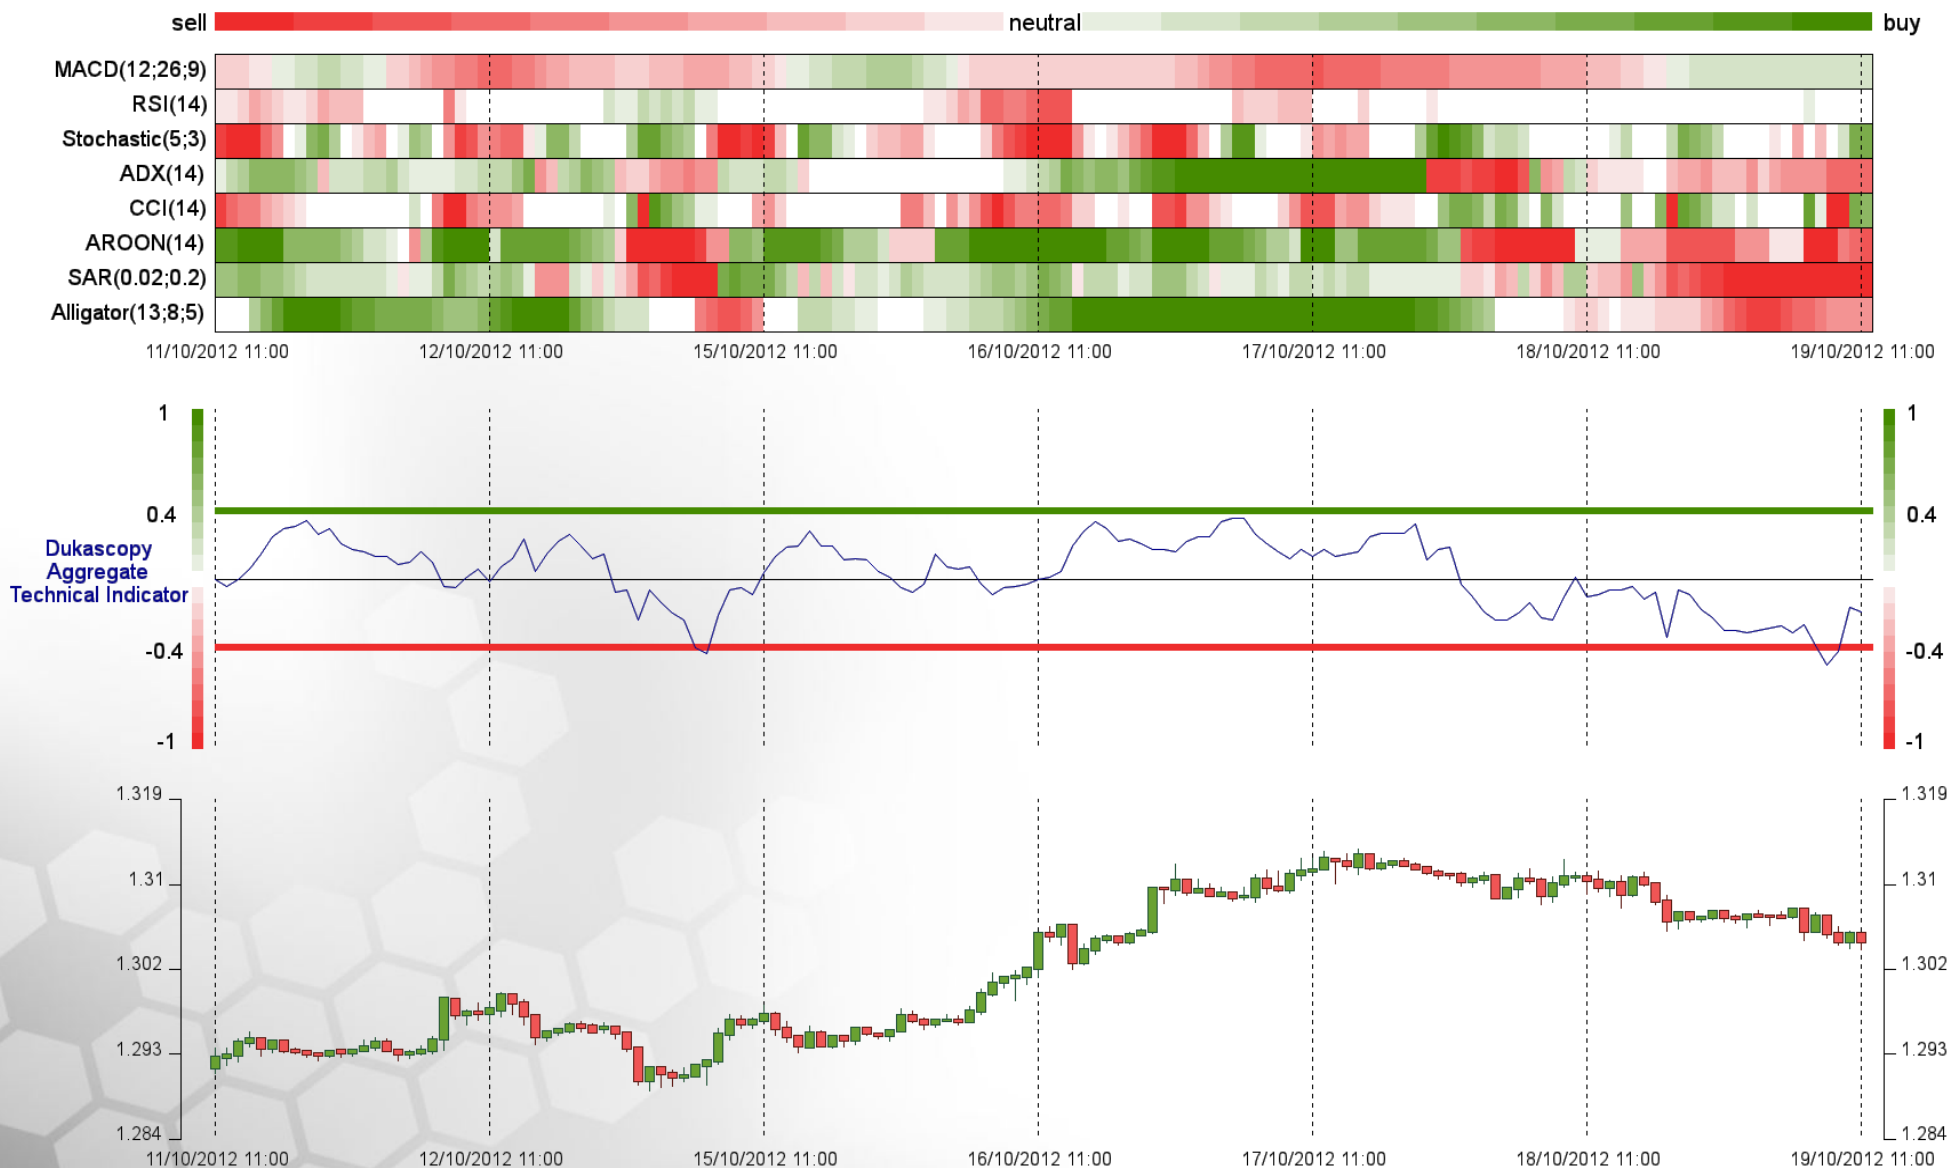 sell neutral buy
MACD(12;26;9)
RSI(14)
Stochastic(5;3)
ADX(14)
CCI(14)
AROON(14)
SAR(0.02;0.2)
Alligator(13;8;5)
11/10/2012 11:00 12/10/2012 11:00 15/10/2012 11:00 16/10/2012 11:00 17/10/2012 11:00 18/10/2012 11:00 19/10/2012 11:00
1 1
0.4 0.4
Dukascopy
Aggregate
Technical Indicator
-0.4 -0.4
-1 -1
1.319 1.319
1.31 1.31
1.302 1.302
1.293 1.293
1.284 1.284
11/10/2012 11:00 12/10/2012 11:00 15/10/2012 11:00 16/10/2012 11:00 17/10/2012 11:00 18/10/2012 11:00 19/10/2012 11:00